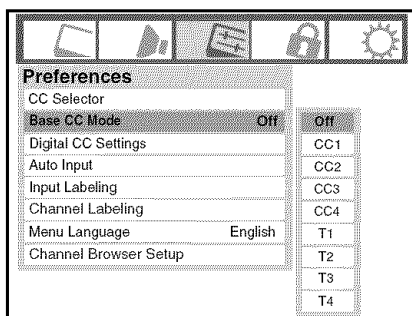 Preferences
CC Selector
Base CC Mode Off
Digital CC Settings
Auto Input
Input Labeling
Channel Labeling
Menu Language English
Channel Browser Setup
Off
CC1
CC2
CC3
CC4
T1
T2
T3
T4